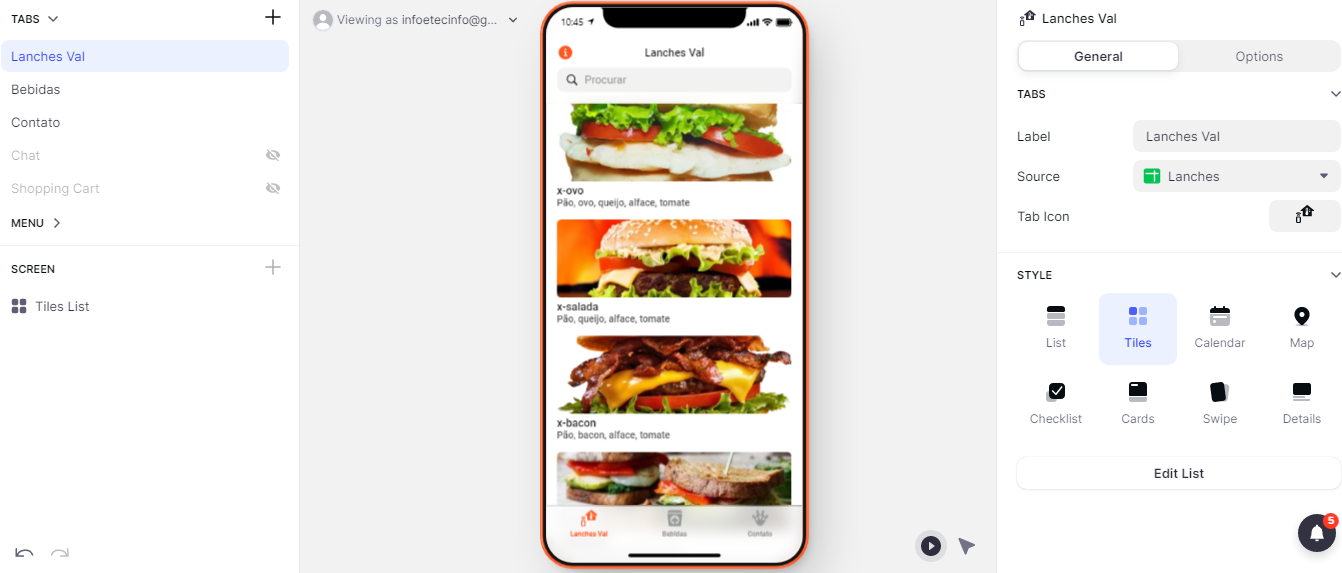 TABS
Lanches Val
Bebidas
Contato
Chat
Shopping Cart
MENU
SCREEN
Tiles List
Viewing as infoetecinfo@g...
10:45
Lanches Val
Procurar
x-ovo
Pão, ovo, queijo, alface, tomate
x-salada
Pão, queijo, alface, tomate
x-bacon
Pão, bacon, alface, tomate
Lanches Val
Bebidas
Contato
Lanches Val
General
Options
TABS
Label
Lanches Val
Source
Lanches
Tab Icon
STYLE
List
Tiles
Calendar
Map
Checklist
Cards
Swipe
Details
Edit List
5